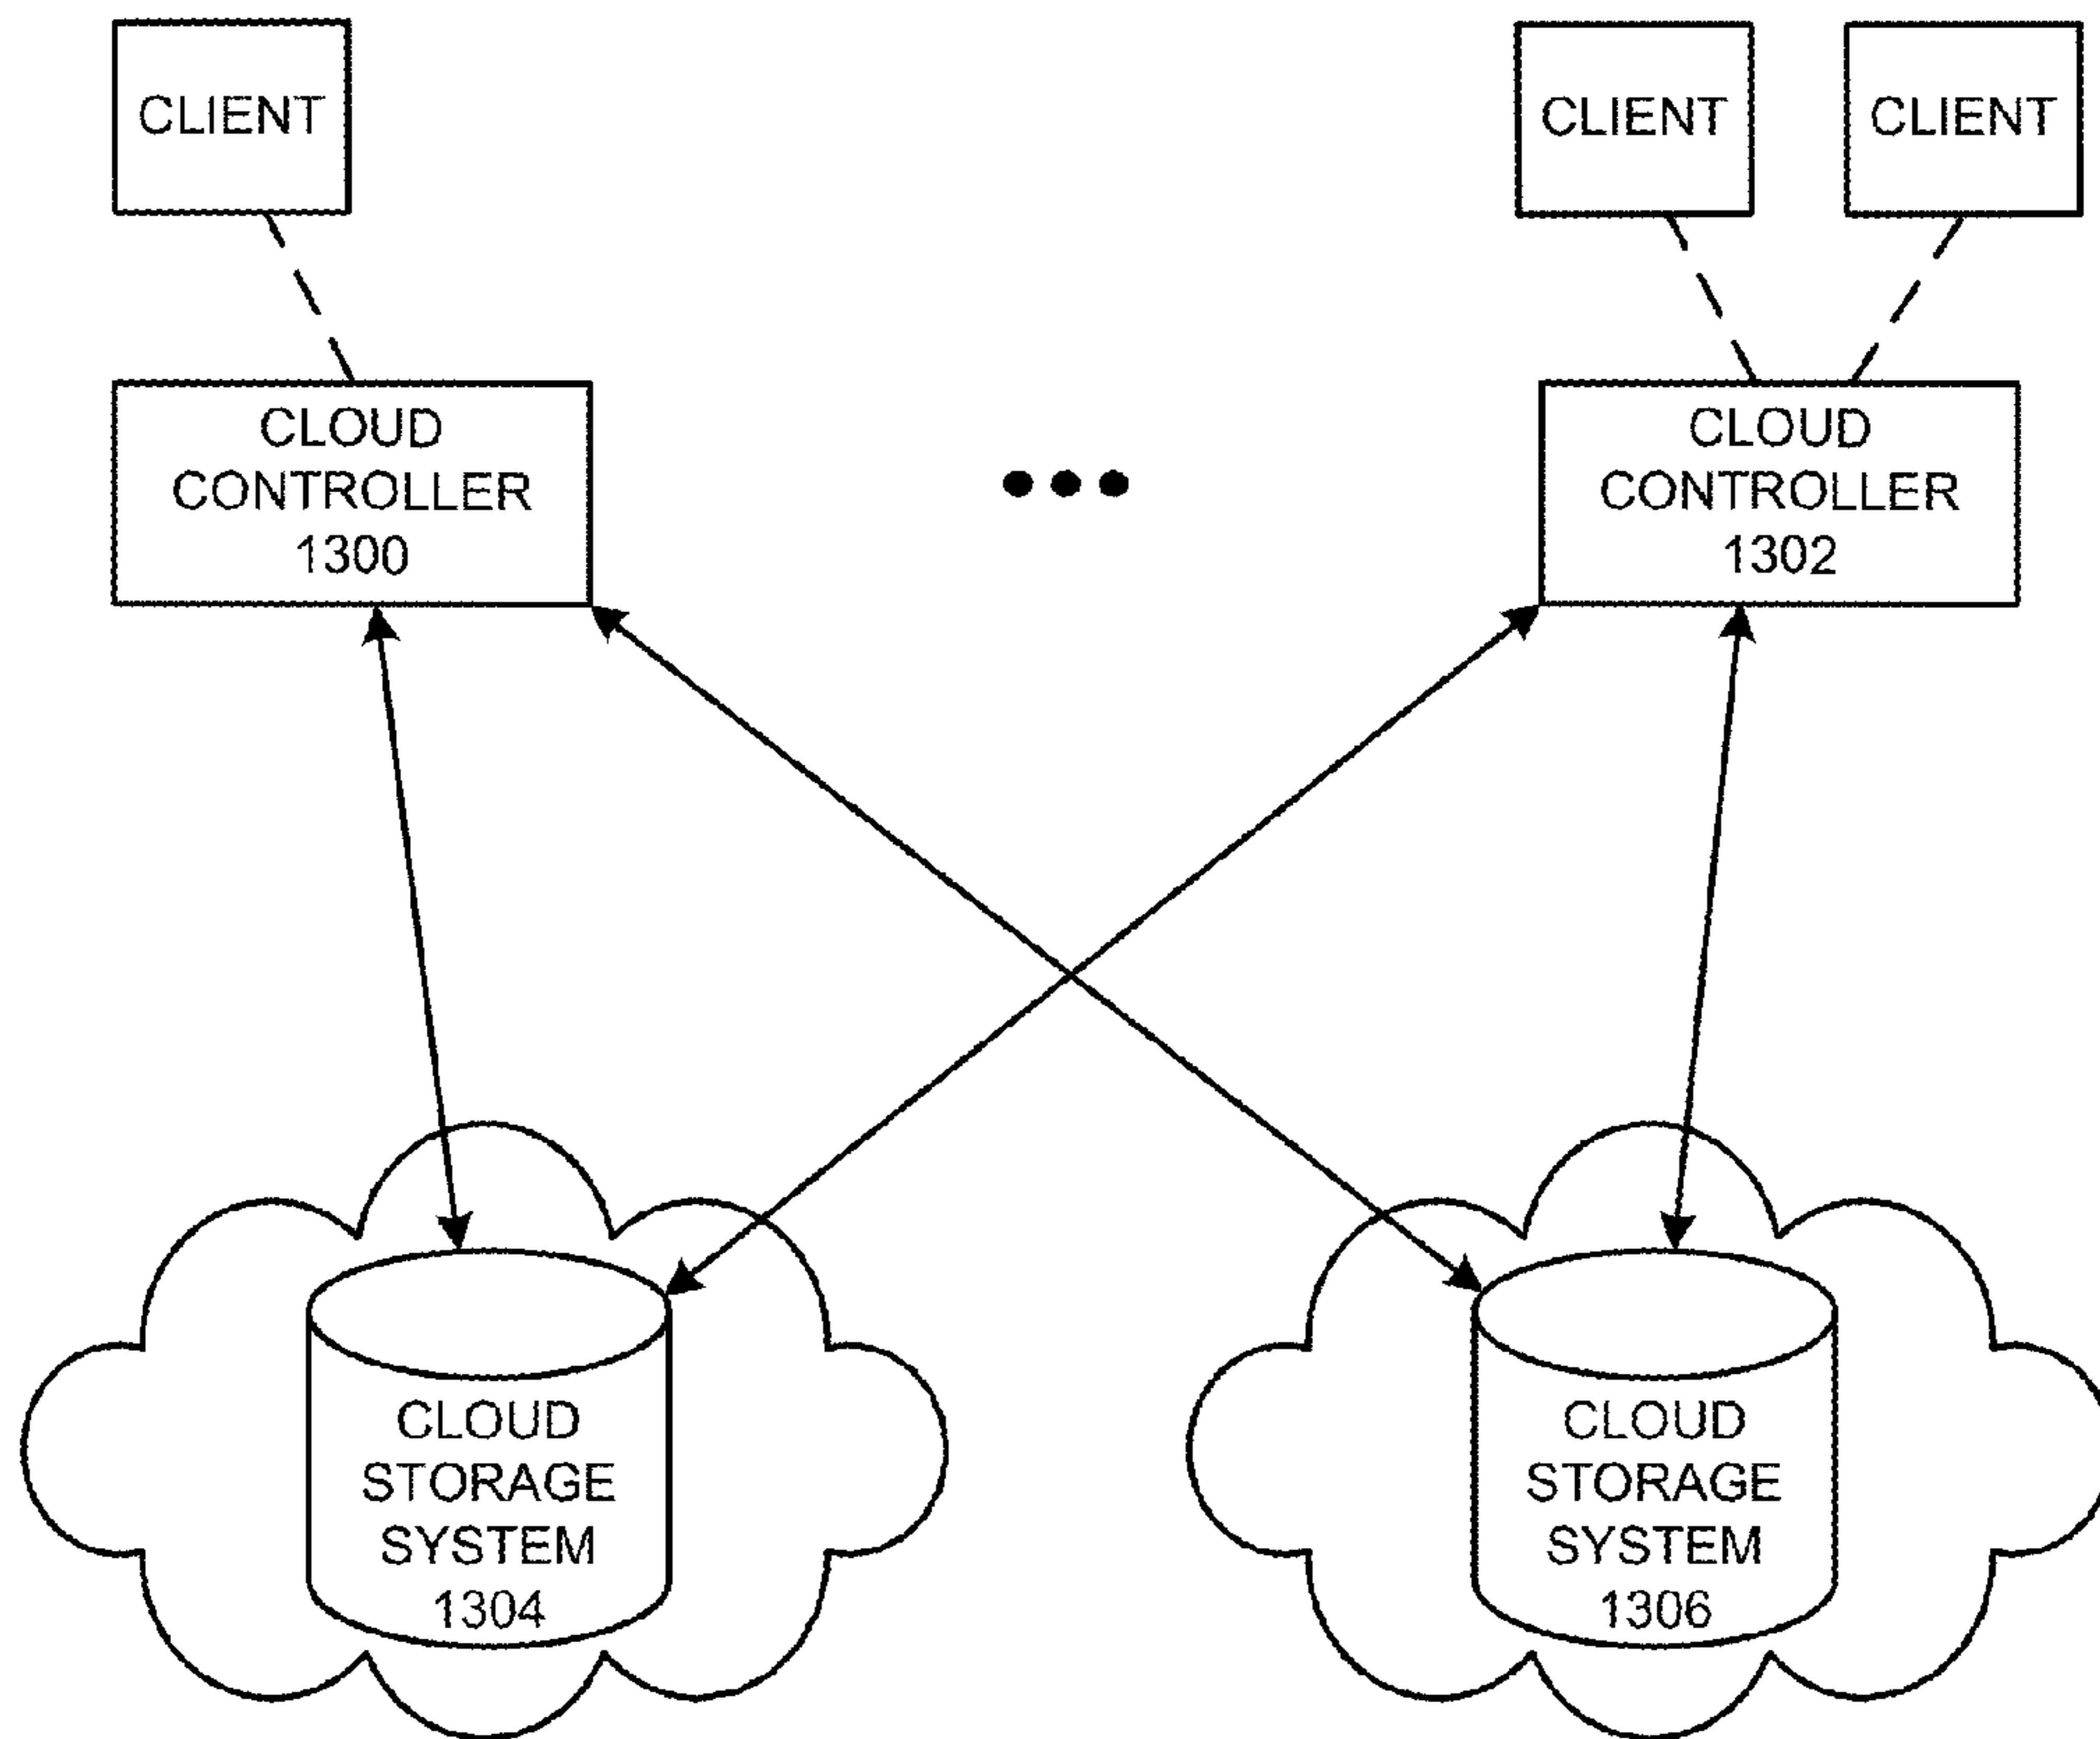 CLIENT
CLIENT
CLIENT
CLOUD
CONTROLLER
1300
CLOUD
CONTROLLER
1302
CLOUD
STORAGE
SYSTEM
1304
CLOUD
STORAGE
SYSTEM
1306